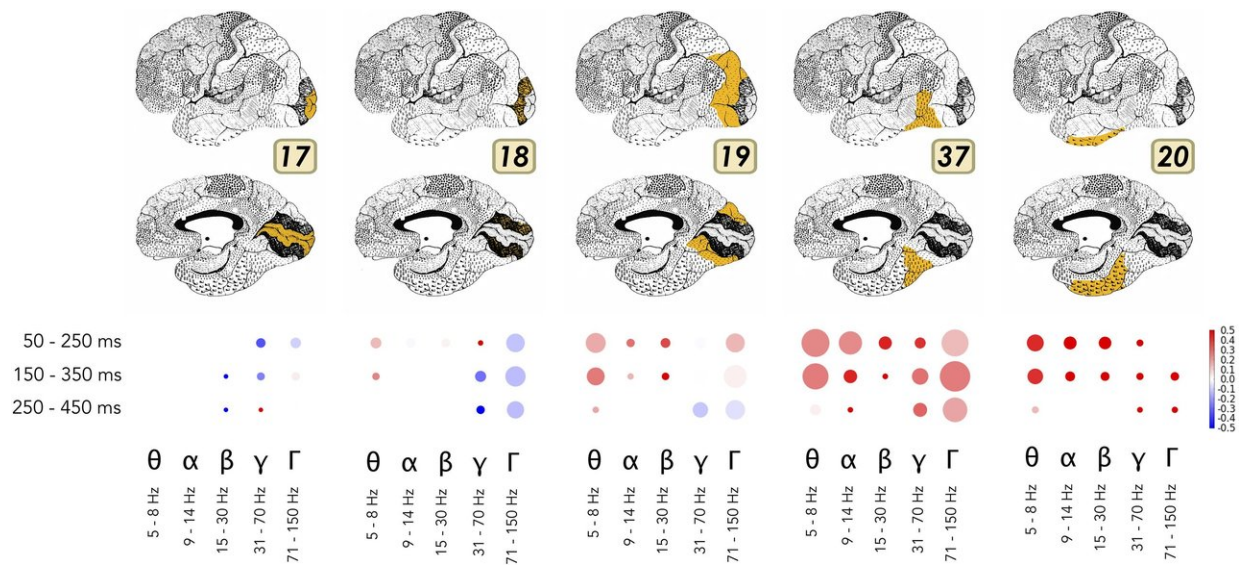 17 18 19 37 20
50 - 250 ms
150 - 350 ms
250 - 450 ms
0.5
0.4
0.3
0.2
0.1
0.0
-0.1
-0.2
-0.3
-0.4
-0.5
θ α β γ Γ θ α β γ Γ θ α β γ Γ θ α β γ Γ θ α β γ Γ
5 - 8 Hz
9 - 14 Hz
15 - 30 Hz
31 - 70 Hz
71 - 150 Hz
5 - 8 Hz
9 - 14 Hz
15 - 30 Hz
31 - 70 Hz
71 - 150 Hz
5 - 8 Hz
9 - 14 Hz
15 - 30 Hz
31 - 70 Hz
71 - 150 Hz
5 - 8 Hz
9 - 14 Hz
15 - 30 Hz
31 - 70 Hz
71 - 150 Hz
5 - 8 Hz
9 - 14 Hz
15 - 30 Hz
31 - 70 Hz
71 - 150 Hz